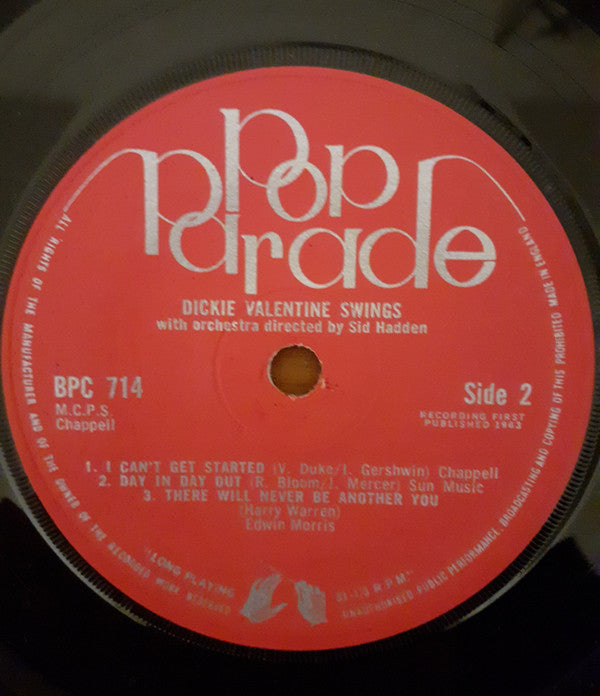 Pop
Parade
DICKIE VALENTINE SWINGS
with orchestra directed by Sid Hadden
BPC 714
M.C.P.S.
Chappell
Side 2
RECORDING FIRST
PUBLISHED 1963
1. I CAN'T GET STARTED (V. Duke/I. Gershwin) Chappell
2. DAY IN DAY OUT (R. Bloom/J. Mercer) Sun Music
3. THERE WILL NEVER BE ANOTHER YOU
(Harry Warren)
Edwin Morris
"LONG PLAYING
33-1/3 R.P.M."
ALL RIGHTS OF THE MANUFACTURER AND OF THE OWNER OF THE RECORDED WORK RESERVED
UNAUTHORISED PUBLIC PERFORMANCE, BROADCASTING AND COPYING OF THIS PROHIBITED MADE IN ENGLAND